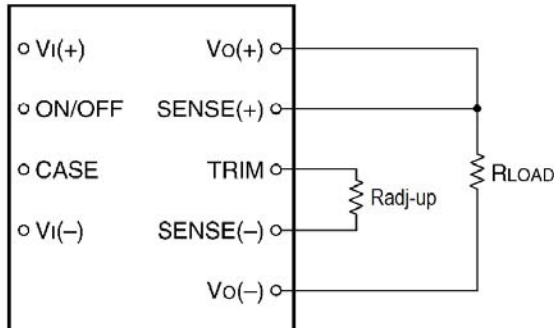 VI(+)
VO(+)
ON/OFF
SENSE(+)
CASE
TRIM
RLOAD
Radj-up
VI(–)
SENSE(–)
VO(–)